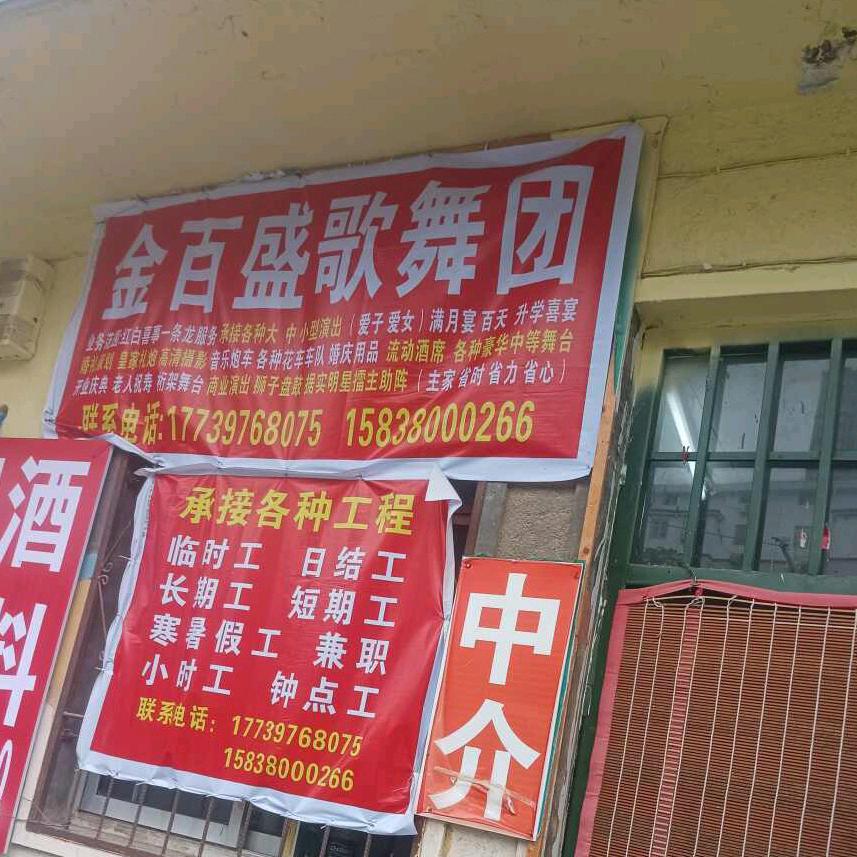 金百盛歌舞团
业务范围:红白喜事一条龙服务承接各种大 中 小型演出(爱子 爱女)满月宴 百天 升学喜宴
婚礼策划 皇家礼炮 高清摄影 音乐炮车 各种花车车队 婚庆用品 流动酒席 各种豪华中等舞台
开业庆典 老人祝寿 桁架舞台 商业演出 狮子盘鼓 据实明星擂主助阵(主家 省时 省力 省心)
联系电话:17739768075 15838000266
承接各种工程
临时工 日结工
长期工 短期工
寒暑假工 兼职
小时工 钟点工
联系电话:17739768075
15838000266
中介
酒
料